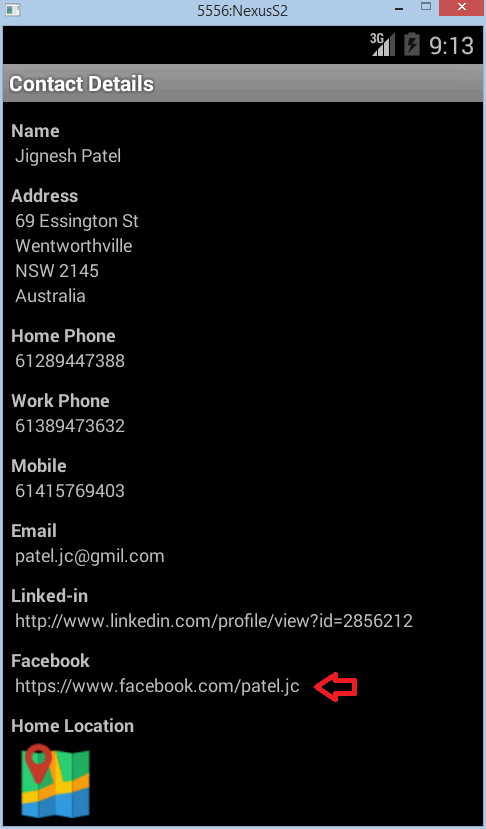 5556:NexusS2
3G 9:13
Contact Details
Name
Jignesh Patel
Address
69 Essington St
Wentworthville
NSW 2145
Australia
Home Phone
61289447388
Work Phone
61389473632
Mobile
61415769403
Email
patel.jc@gmil.com
Linked-in
http://www.linkedin.com/profile/view?id=2856212
Facebook
https://www.facebook.com/patel.jc
Home Location